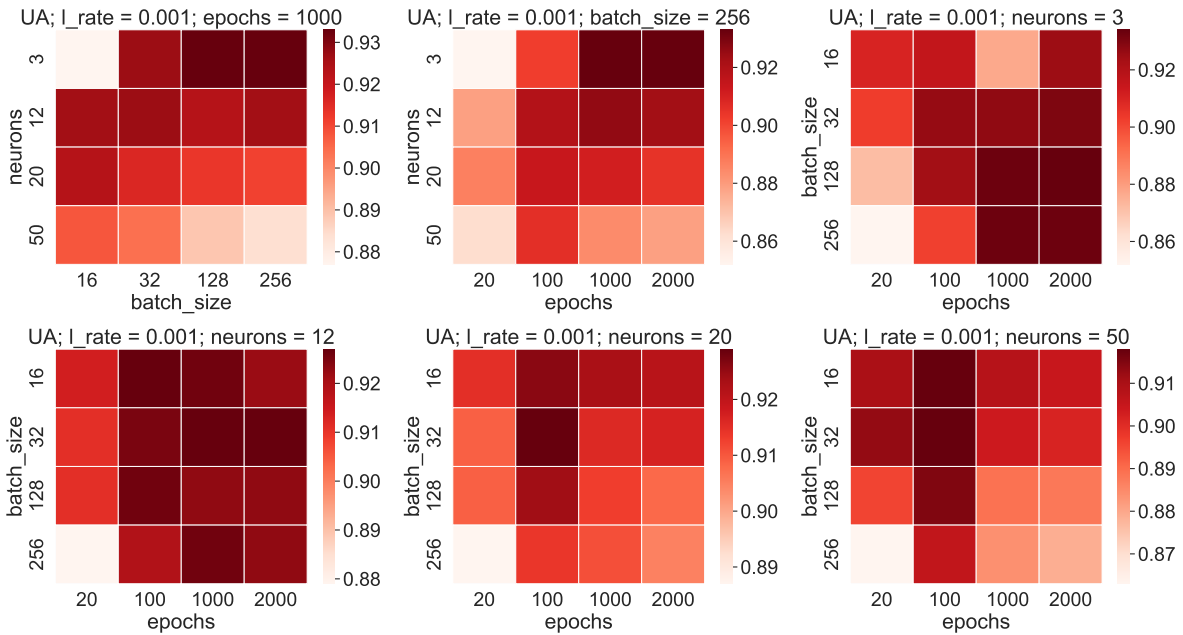 UA; l_rate = 0.001; epochs = 1000
neurons
3
12
20
50
16 32 128 256
batch_size
0.93
0.92
0.91
0.90
0.89
0.88
UA; l_rate = 0.001; batch_size = 256
neurons
3
12
20
50
20 100 1000 2000
epochs
0.92
0.90
0.88
0.86
UA; l_rate = 0.001; neurons = 3
batch_size
16
32
128
256
20 100 1000 2000
epochs
0.92
0.90
0.88
0.86
UA; l_rate = 0.001; neurons = 12
batch_size
16
32
128
256
20 100 1000 2000
epochs
0.92
0.91
0.90
0.89
0.88
UA; l_rate = 0.001; neurons = 20
batch_size
16
32
128
256
20 100 1000 2000
epochs
0.92
0.91
0.90
0.89
UA; l_rate = 0.001; neurons = 50
batch_size
16
32
128
256
20 100 1000 2000
epochs
0.91
0.90
0.89
0.88
0.87